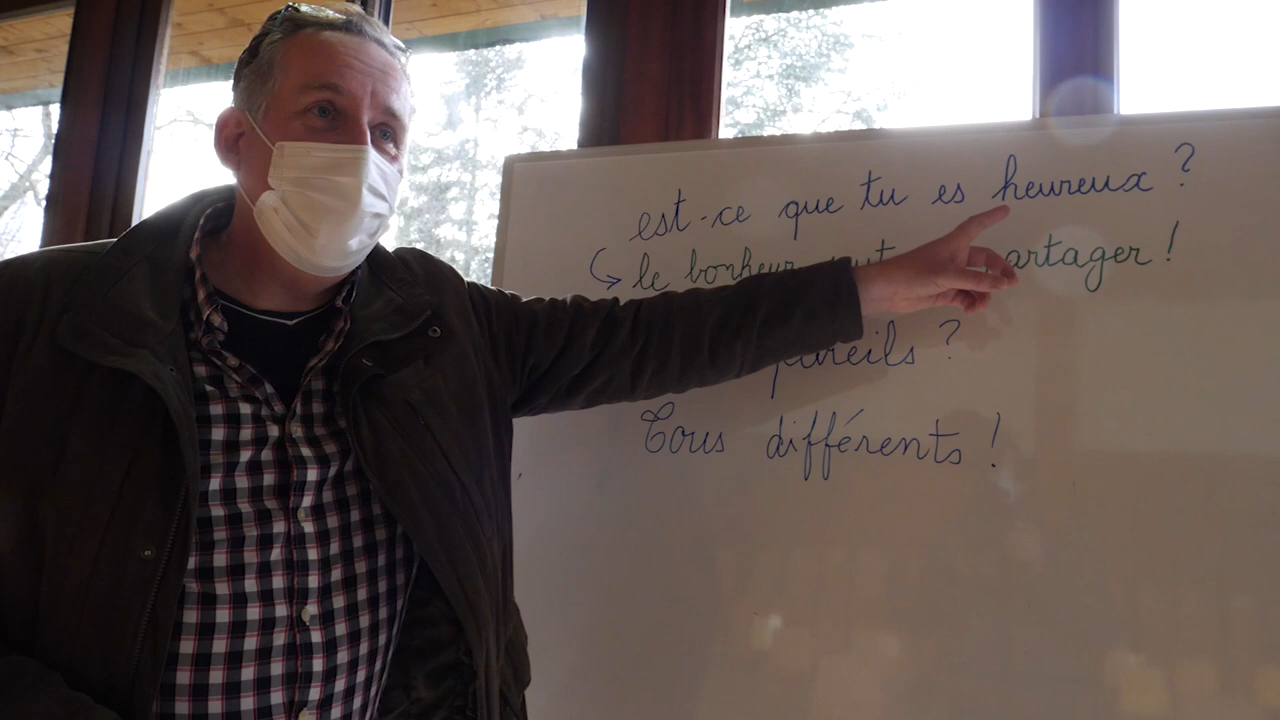 est-ce que tu es heureux ?
le bonheur artager !
pareils ?
Tous différents !